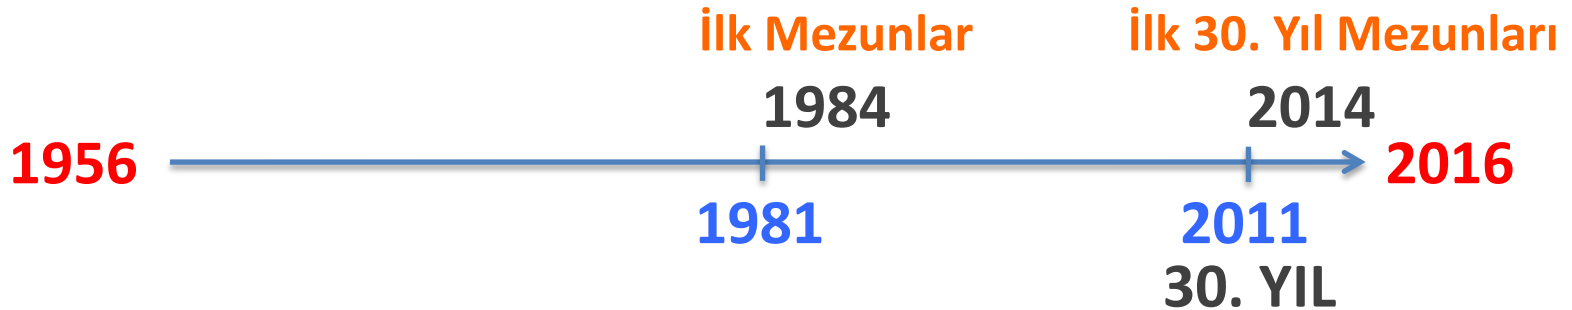 İlk Mezunlar
İlk 30. Yıl Mezunları
1984
2014
1956
2016
1981
2011
30. YIL